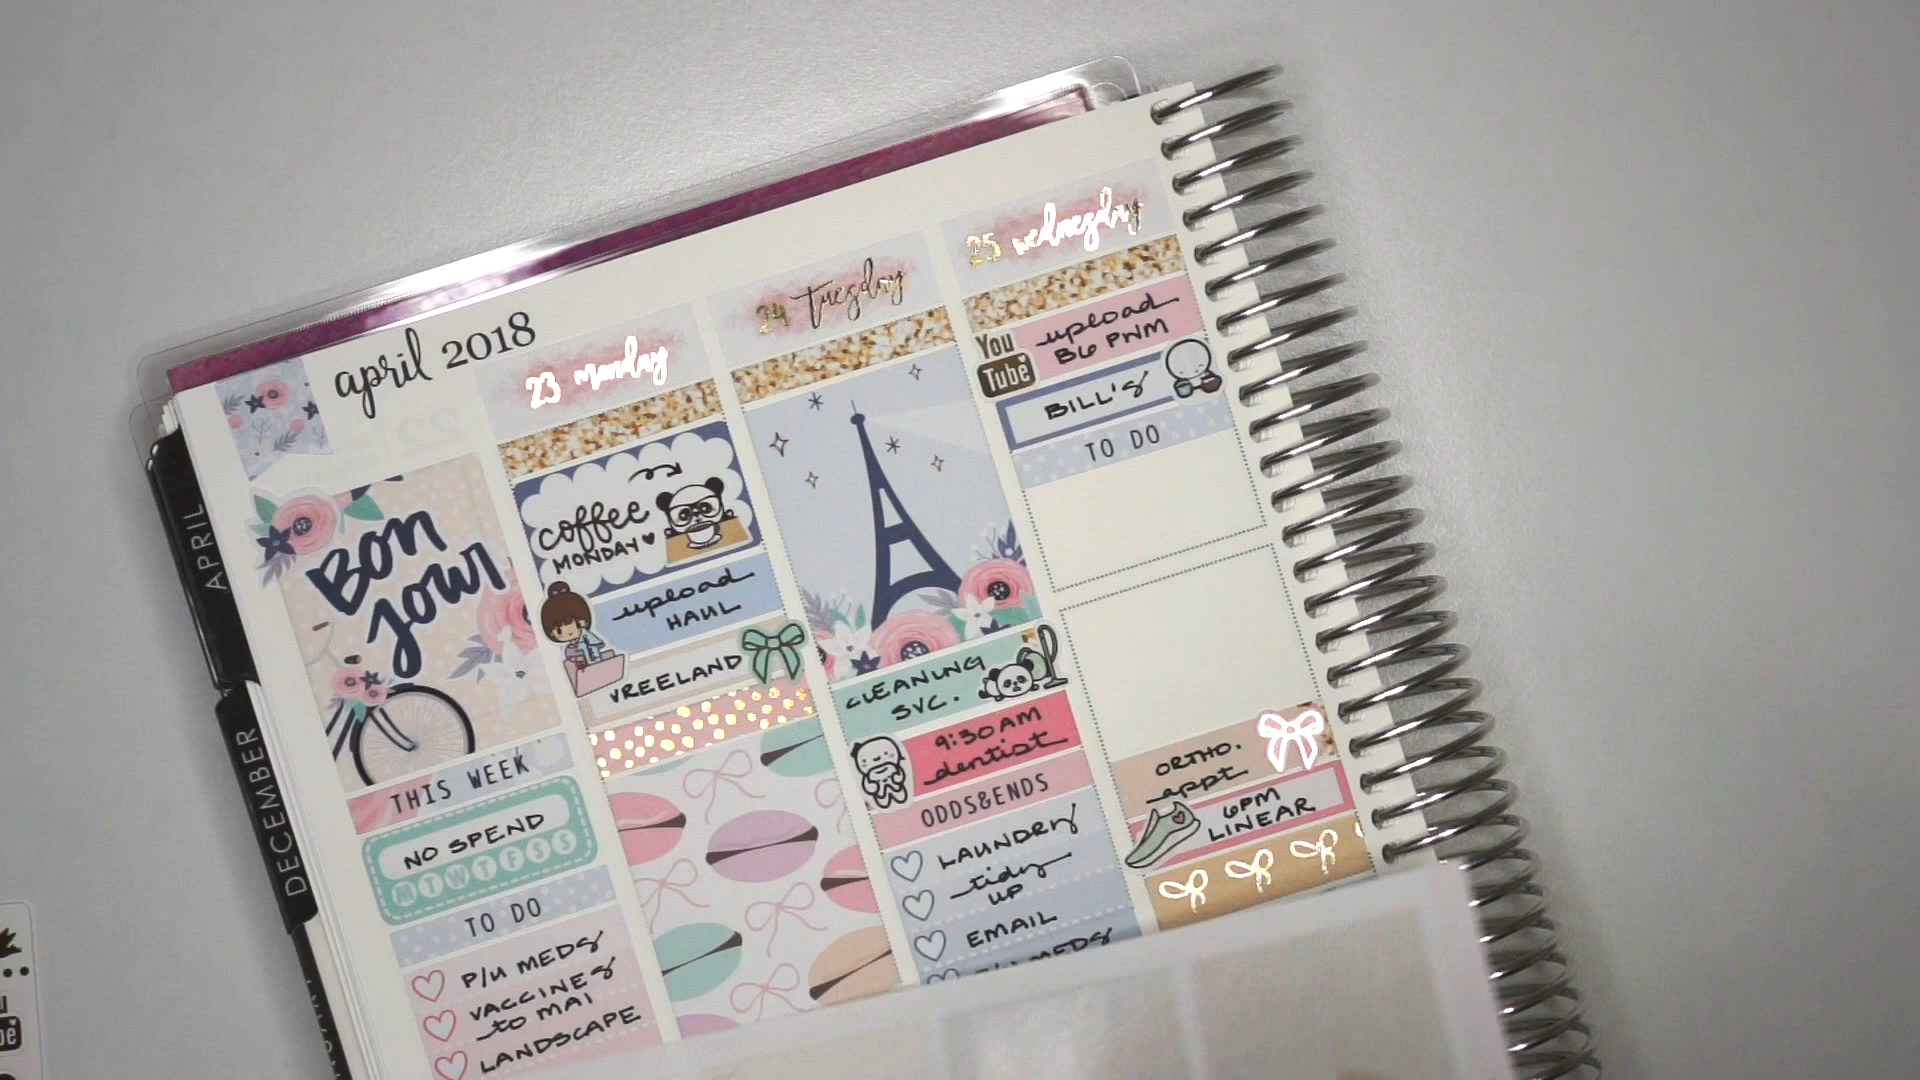 april 2018
Bon
Jour
THIS WEEK
NO SPEND
M T W T F S S
TO DO
P/U MEDS
VACCINES
to MAI
LANDSCAPE
23 monday
coffee
MONDAY
upload
HAUL
VREELAND
24 tuesday
CLEANING
SVC.
9:30AM
dentist
ODDS&ENDS
LAUNDRY
tidy
UP
EMAIL
MEDS
25 wednesday
You
Tube
upload
B6 PWM
BILL'S
TO DO
ORTHO.
appt
6PM
LINEAR
APRIL
DECEMBER